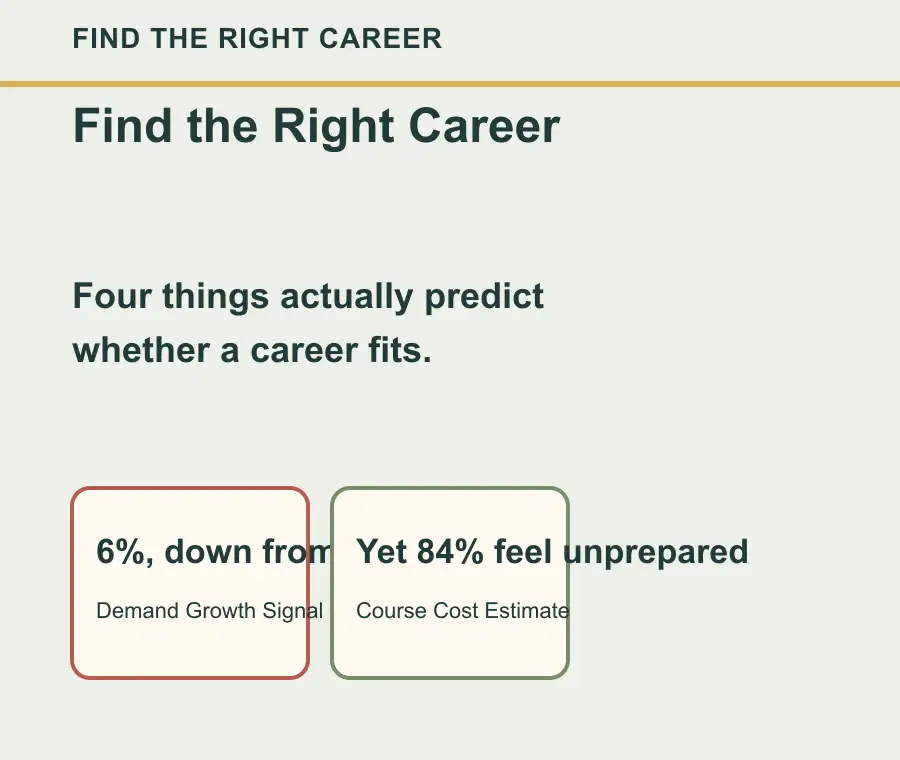 FIND THE RIGHT CAREER
Find the Right Career
Four things actually predict
whether a career fits.
6%, down from
Yet 84% feel unprepared
Demand Growth Signal
Course Cost Estimate